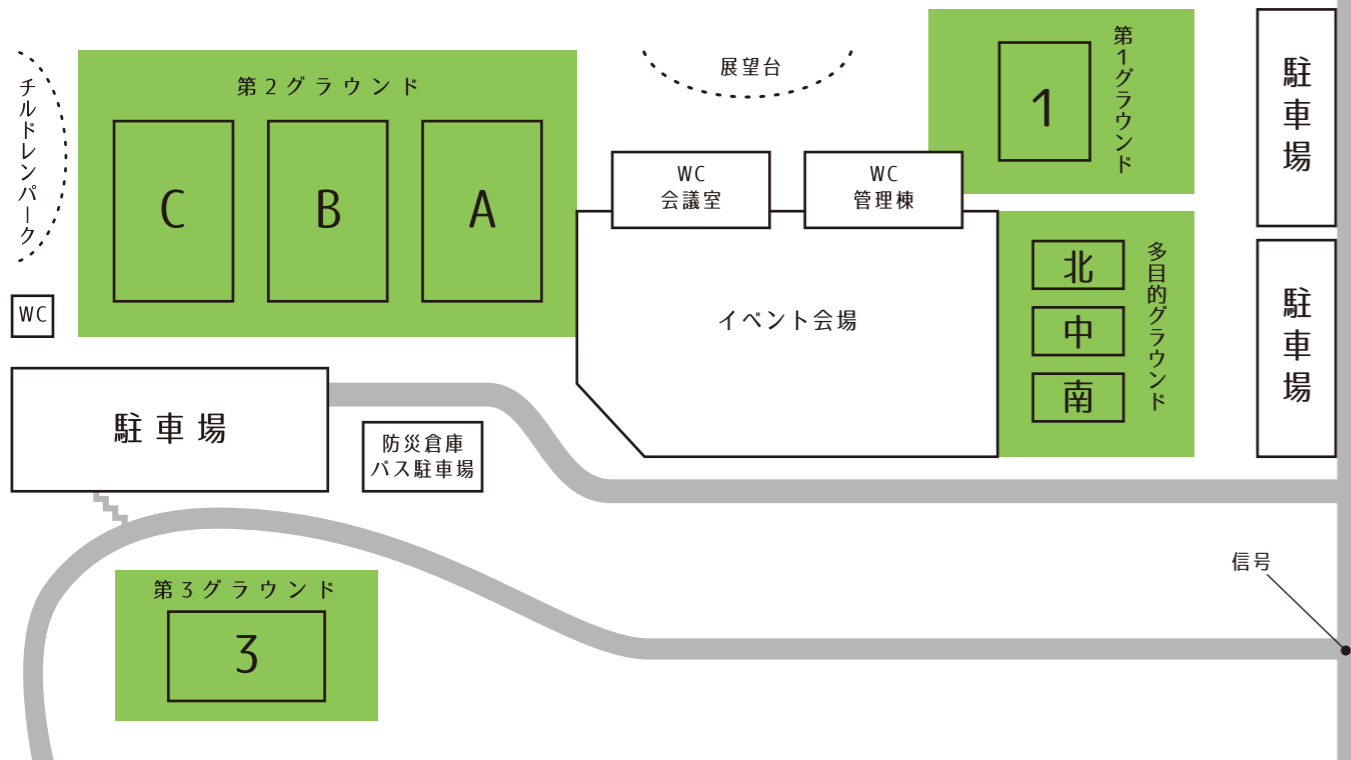 チルドレンパーク
WC
第2グラウンド
C
B
A
展望台
WC
会議室
WC
管理棟
イベント会場
第1グラウンド
1
多目的グラウンド
北
中
南
駐車場
駐車場
駐車場
防災倉庫
バス駐車場
第3グラウンド
3
信号